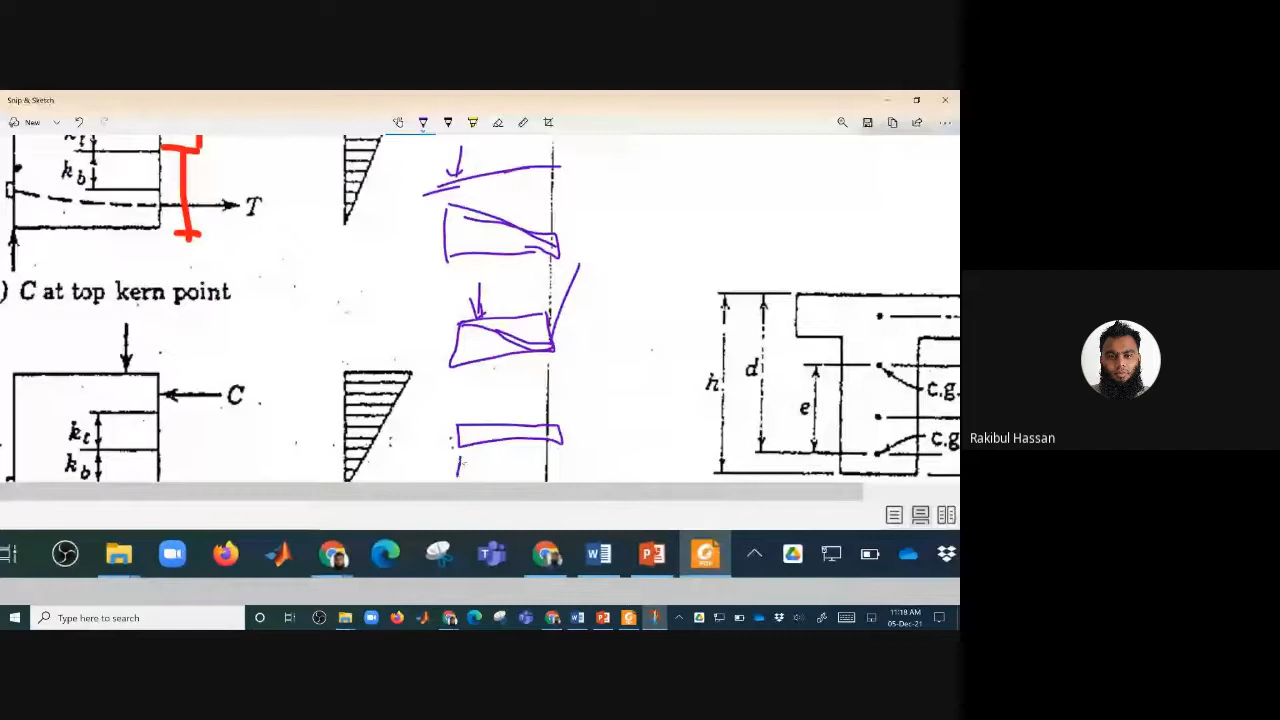 Snip & Sketch
New
k_b
T
) C at top kern point
C
k_t
k_b
h
d
e
c.g.
c.g.
Rakibul Hassan
W
P
PDF
Type here to search
11:18 AM
05-Dec-21